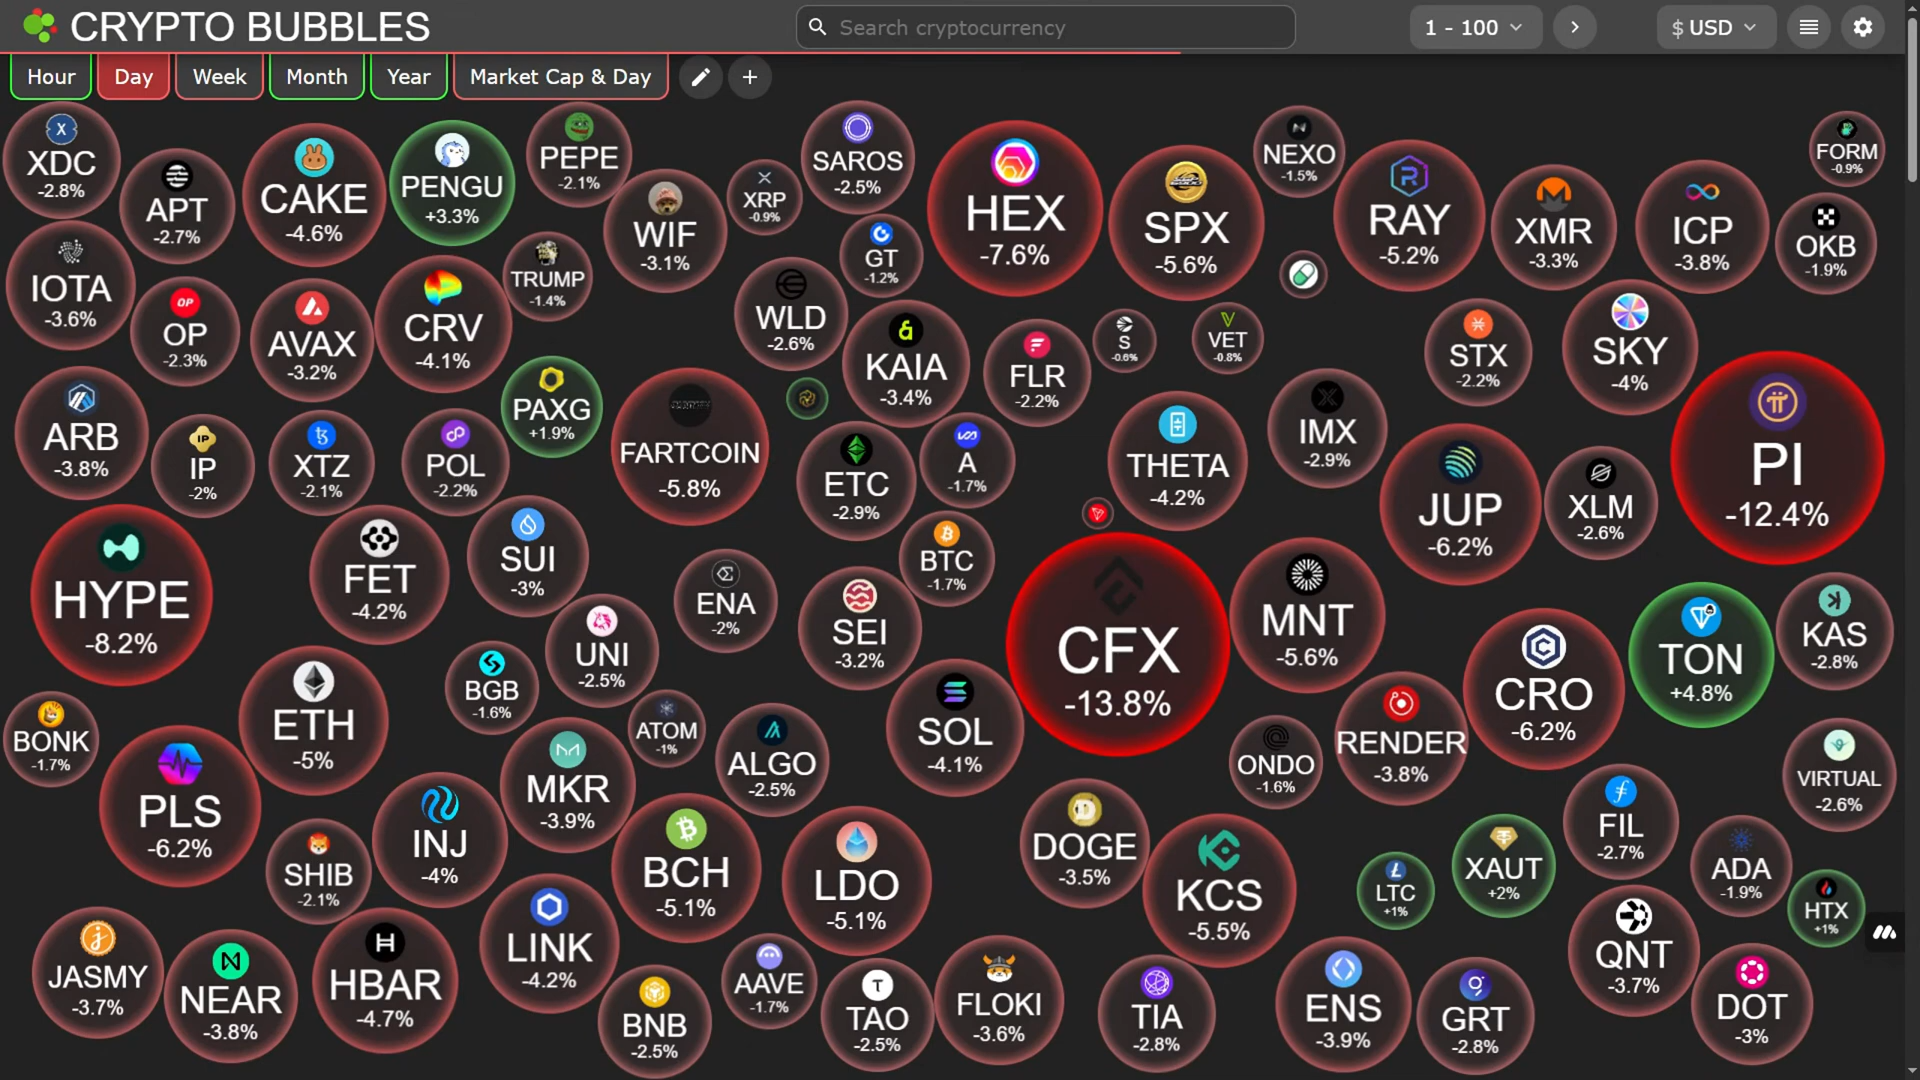 CRYPTO BUBBLES
Search cryptocurrency
1 - 100
$ USD
Hour
Day
Week
Month
Year
Market Cap & Day
XDC
-2.8%
APT
-2.7%
CAKE
-4.6%
PENGU
+3.3%
PEPE
-2.1%
WIF
-3.1%
XRP
-0.9%
SAROS
-2.5%
GT
-1.2%
HEX
-7.6%
SPX
-5.6%
NEXO
-1.5%
RAY
-5.2%
XMR
-3.3%
ICP
-3.8%
FORM
-0.9%
OKB
-1.9%
IOTA
-3.6%
OP
OP
-2.3%
AVAX
-3.2%
CRV
-4.1%
TRUMP
-1.4%
WLD
-2.6%
KAIA
-3.4%
FLR
-2.2%
S
-0.6%
VET
-0.8%
STX
-2.2%
SKY
-4%
PI
-12.4%
ARB
-3.8%
IP
IP
-2%
XTZ
-2.1%
POL
-2.2%
PAXG
+1.9%
FARTCOIN
-5.8%
ETC
-2.9%
A
-1.7%
THETA
-4.2%
IMX
-2.9%
JUP
-6.2%
XLM
-2.6%
HYPE
-8.2%
FET
-4.2%
SUI
-3%
UNI
-2.5%
ENA
-2%
SEI
-3.2%
BTC
-1.7%
CFX
-13.8%
MNT
-5.6%
CRO
-6.2%
TON
+4.8%
KAS
-2.8%
BONK
-1.7%
PLS
-6.2%
ETH
-5%
BGB
-1.6%
MKR
-3.9%
ATOM
-1%
ALGO
-2.5%
SOL
-4.1%
ONDO
-1.6%
RENDER
-3.8%
VIRTUAL
-2.6%
SHIB
-2.1%
INJ
-4%
BCH
-5.1%
LDO
-5.1%
DOGE
-3.5%
KCS
-5.5%
LTC
+1%
XAUT
+2%
FIL
-2.7%
ADA
-1.9%
HTX
+1%
JASMY
-3.7%
NEAR
-3.8%
HBAR
-4.7%
LINK
-4.2%
BNB
-2.5%
AAVE
-1.7%
T
TAO
-2.5%
FLOKI
-3.6%
TIA
-2.8%
ENS
-3.9%
GRT
-2.8%
QNT
-3.7%
DOT
-3%